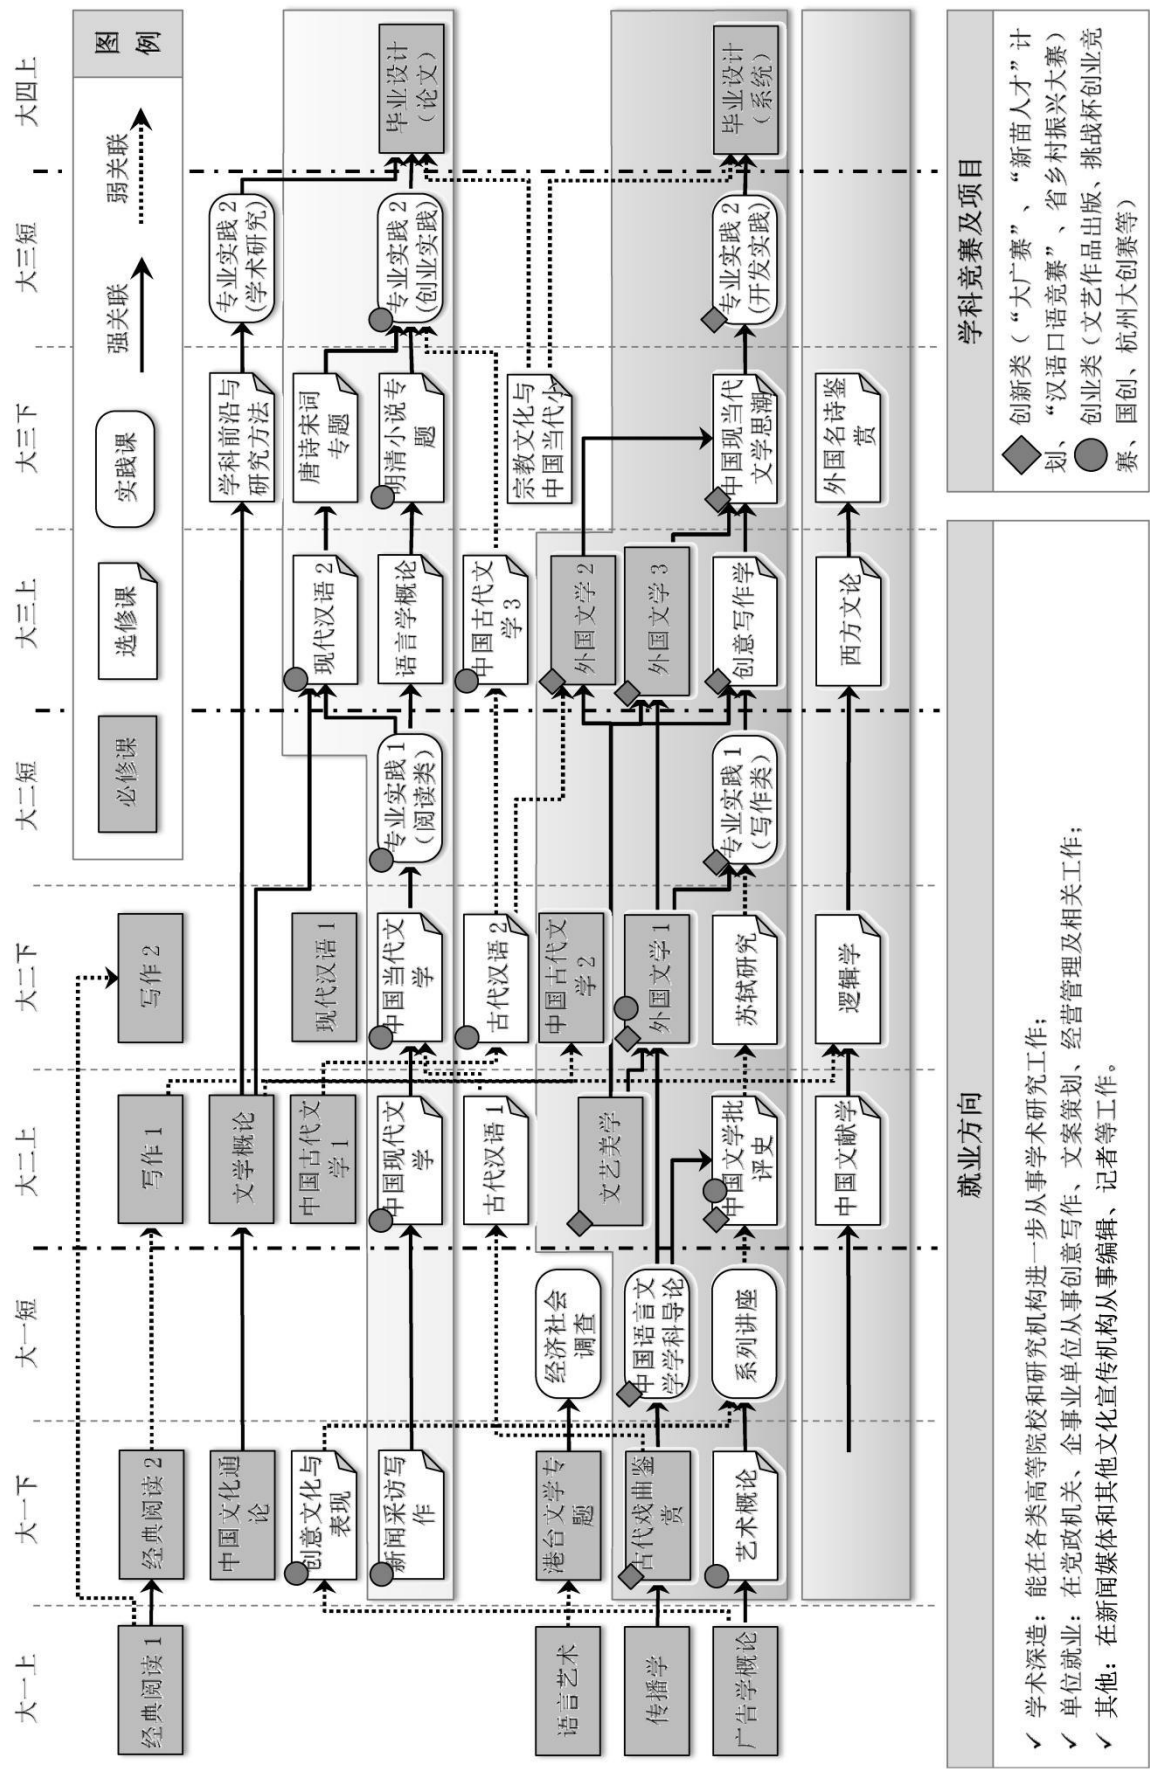 大一上
大一下
大一短
大二上
大二下
大二短
大三上
大三下
大三短
大四上
图
例
必修课
选修课
实践课
强关联
弱关联
经典阅读 1
语言艺术
传播学
广告学概论
经典阅读 2
中国文化通
论
创意文化与
表现
新闻采访写
作
港台文学专
题
古代戏曲鉴
赏
艺术概论
经济社会
调查
中国语言文
学学科导论
系列讲座
写作 1
文学概论
中国古代文
学 1
中国现代文
学
古代汉语 1
文艺美学
中国文学批
评史
中国文献学
写作 2
现代汉语 1
中国当代文
学
古代汉语 2
中国古代文
学 2
外国文学 1
苏轼研究
逻辑学
专业实践 1
（阅读类）
专业实践 1
（写作类）
现代汉语 2
语言学概论
中国古代文
学 3
外国文学 2
外国文学 3
创意写作学
西方文论
学科前沿与
研究方法
唐诗宋词
专题
明清小说专
题
宗教文化与
中国当代小
中国现当代
文学思潮
外国名诗鉴
赏
专业实践 2
(学术研究)
专业实践 2
(创业实践)
专业实践 2
(开发实践)
毕业设计
（论文）
毕业设计
（系统）
就业方向
✓ 学术深造：能在各类高等院校和研究机构进一步从事学术研究工作；
✓ 单位就业：在党政机关、企事业单位从事创意写作、文案策划、经营管理及相关工作；
✓ 其他：在新闻媒体和其他文化宣传机构从事编辑、记者等工作。
学科竞赛及项目
创新类（“大广赛”、“新苗人才”计
划、“汉语口语竞赛”、省乡村振兴大赛）
创业类(文艺作品出版、挑战杯创业竞
赛、国创、杭州大创赛等)